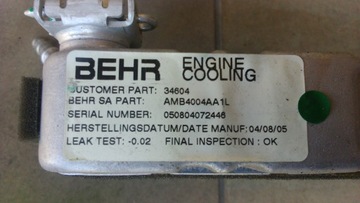 BEHR ENGINE COOLING
CUSTOMER PART: 34604
BEHR SA PART: AMB4004AA1L
SERIAL NUMBER: 050804072446
HERSTELLINGSDATUM/DATE MANUF: 04/08/05
LEAK TEST: -0.02 FINAL INSPECTION : OK